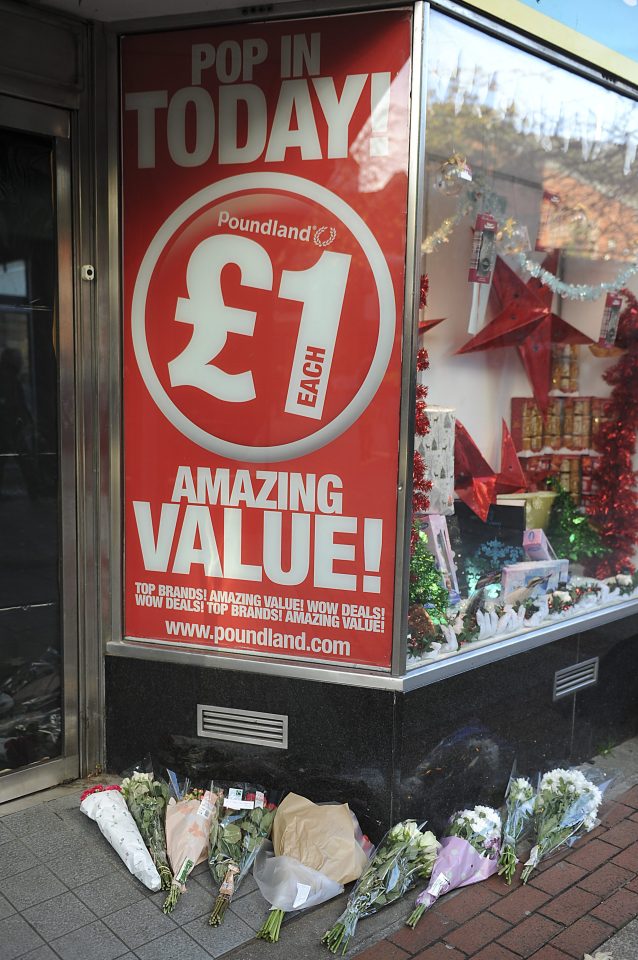 POP IN
TODAY!
Poundland®
£1
EACH
AMAZING
VALUE!
TOP BRANDS! AMAZING VALUE! WOW DEALS!
WOW DEALS! TOP BRANDS! AMAZING VALUE!
www.poundland.com